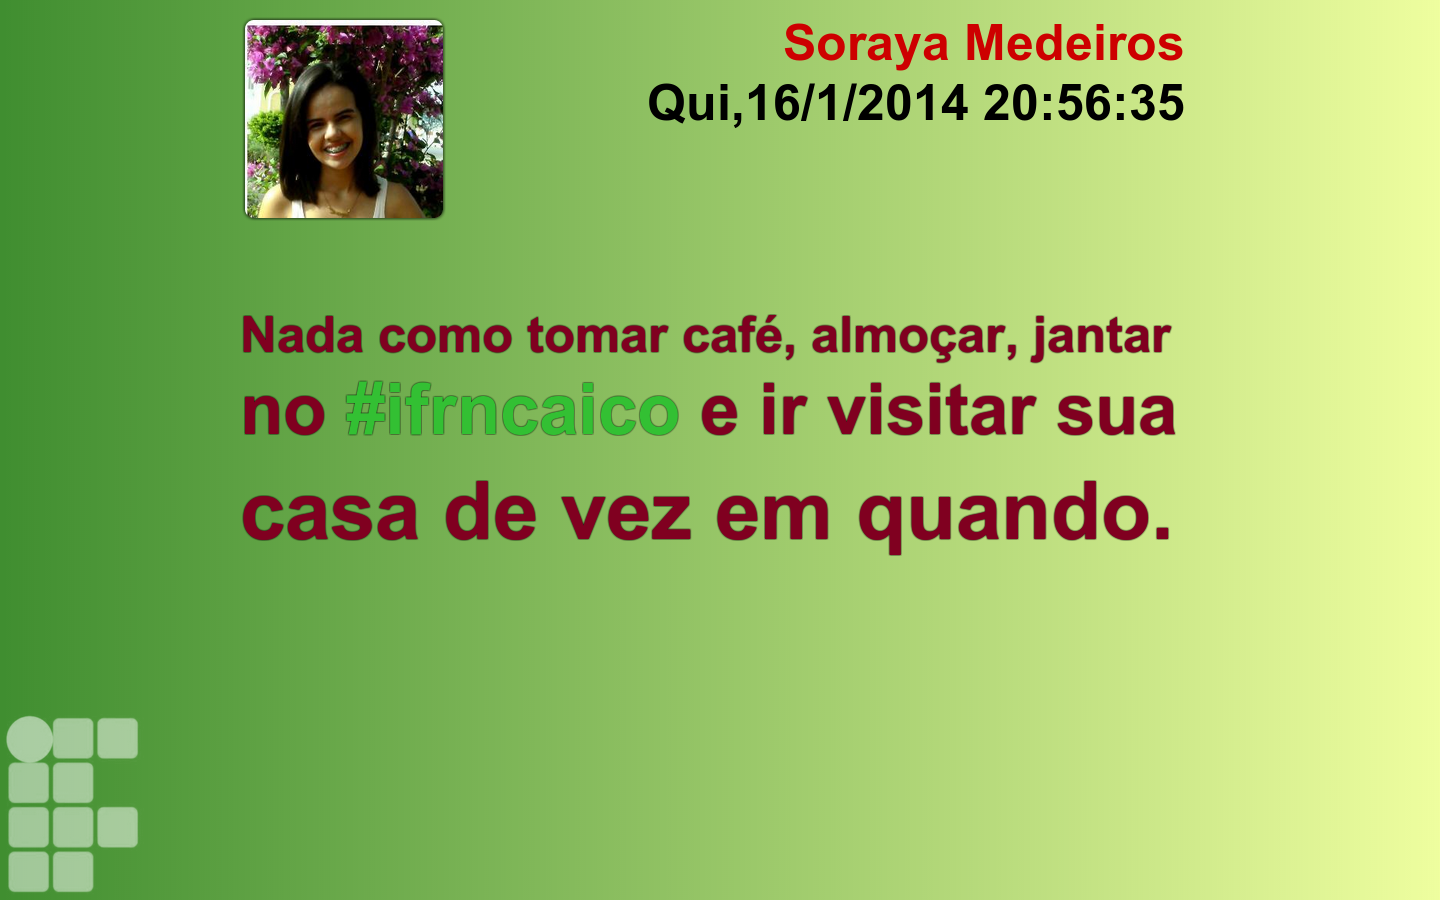 Soraya Medeiros
Qui,16/1/2014 20:56:35
Nada como tomar café, almoçar, jantar
no #ifrncaico e ir visitar sua
casa de vez em quando.